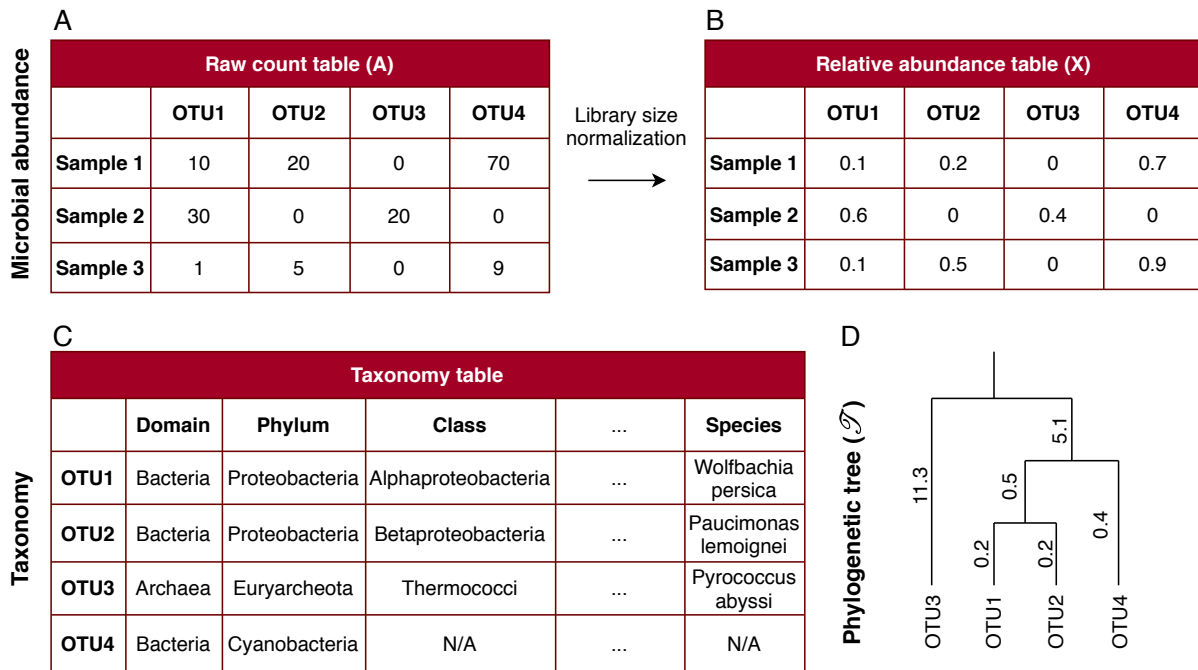 A
B
Microbial abundance
Raw count table (A)
OTU1 OTU2 OTU3 OTU4
Sample 1 10 20 0 70
Sample 2 30 0 20 0
Sample 3 1 5 0 9
Library size
normalization
Relative abundance table (X)
OTU1 OTU2 OTU3 OTU4
Sample 1 0.1 0.2 0 0.7
Sample 2 0.6 0 0.4 0
Sample 3 0.1 0.5 0 0.9
C
D
Taxonomy
Taxonomy table
Domain Phylum Class ... Species
OTU1 Bacteria Proteobacteria Alphaproteobacteria ... Wolfbachia
persica
OTU2 Bacteria Proteobacteria Betaproteobacteria ... Paucimonas
lemoignei
OTU3 Archaea Euryarcheota Thermococci ... Pyrococcus
abyssi
OTU4 Bacteria Cyanobacteria N/A ... N/A
Phylogenetic tree (𝒯)
5.1
11.3
0.5
0.4
0.2
0.2
OTU3
OTU1
OTU2
OTU4